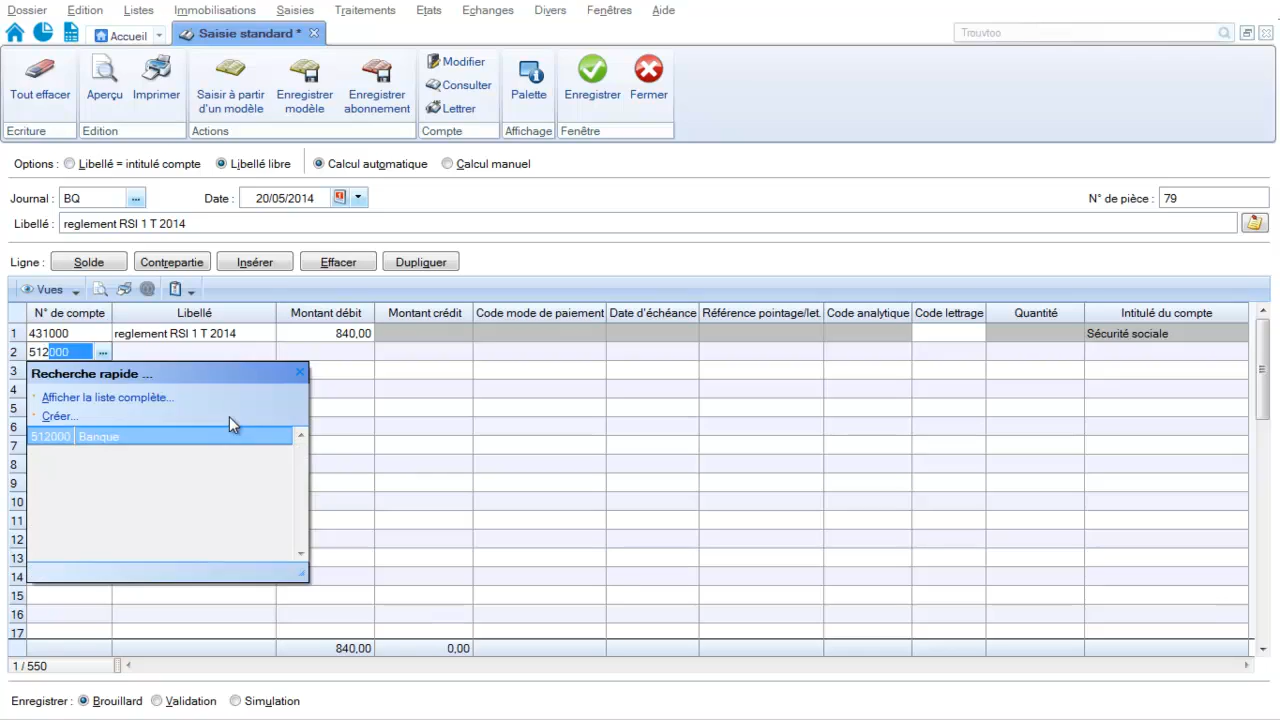 Dossier Edition Listes Immobilisations Saisies Traitements Etats Echanges Divers Fenêtres Aide
Accueil Saisie standard * Trouvtoo
Tout effacer Aperçu Imprimer Saisir à partir d'un modèle Enregistrer modèle Enregistrer abonnement Modifier Consulter Lettrer Palette Enregistrer Fermer
Ecriture Edition Actions Compte Affichage Fenêtre
Options : Libellé = intitulé compte Libellé libre Calcul automatique Calcul manuel
Journal : BQ ... Date : 20/05/2014 N° de pièce : 79
Libellé : reglement RSI 1 T 2014
Ligne : Solde Contrepartie Insérer Effacer Dupliquer
Vues
N° de compte Libellé Montant débit Montant crédit Code mode de paiement Date d'échéance Référence pointage/let. Code analytique Code lettrage Quantité Intitulé du compte
1 431000 reglement RSI 1 T 2014 840,00 Sécurité sociale
2 512000 ...
3 Recherche rapide ...
4 Afficher la liste complète...
5 Créer...
6 512000 Banque
7
8
9
10
11
12
13
14
15
16
17
840,00 0,00
1 / 550
Enregistrer : Brouillard Validation Simulation